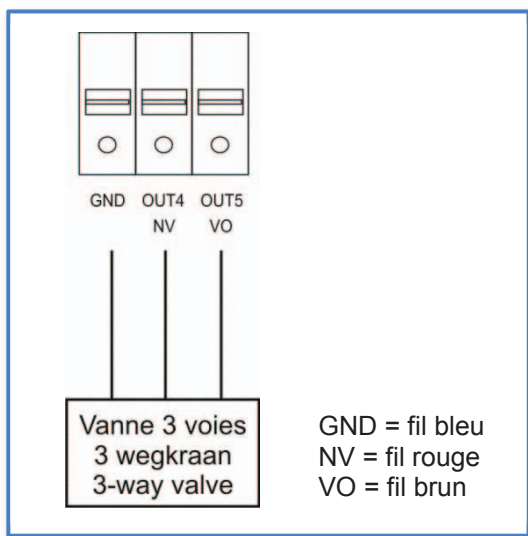 GND OUT4 OUT5
NV VO
Vanne 3 voies
3 wegkraan
3-way valve
GND = fil bleu
NV = fil rouge
VO = fil brun